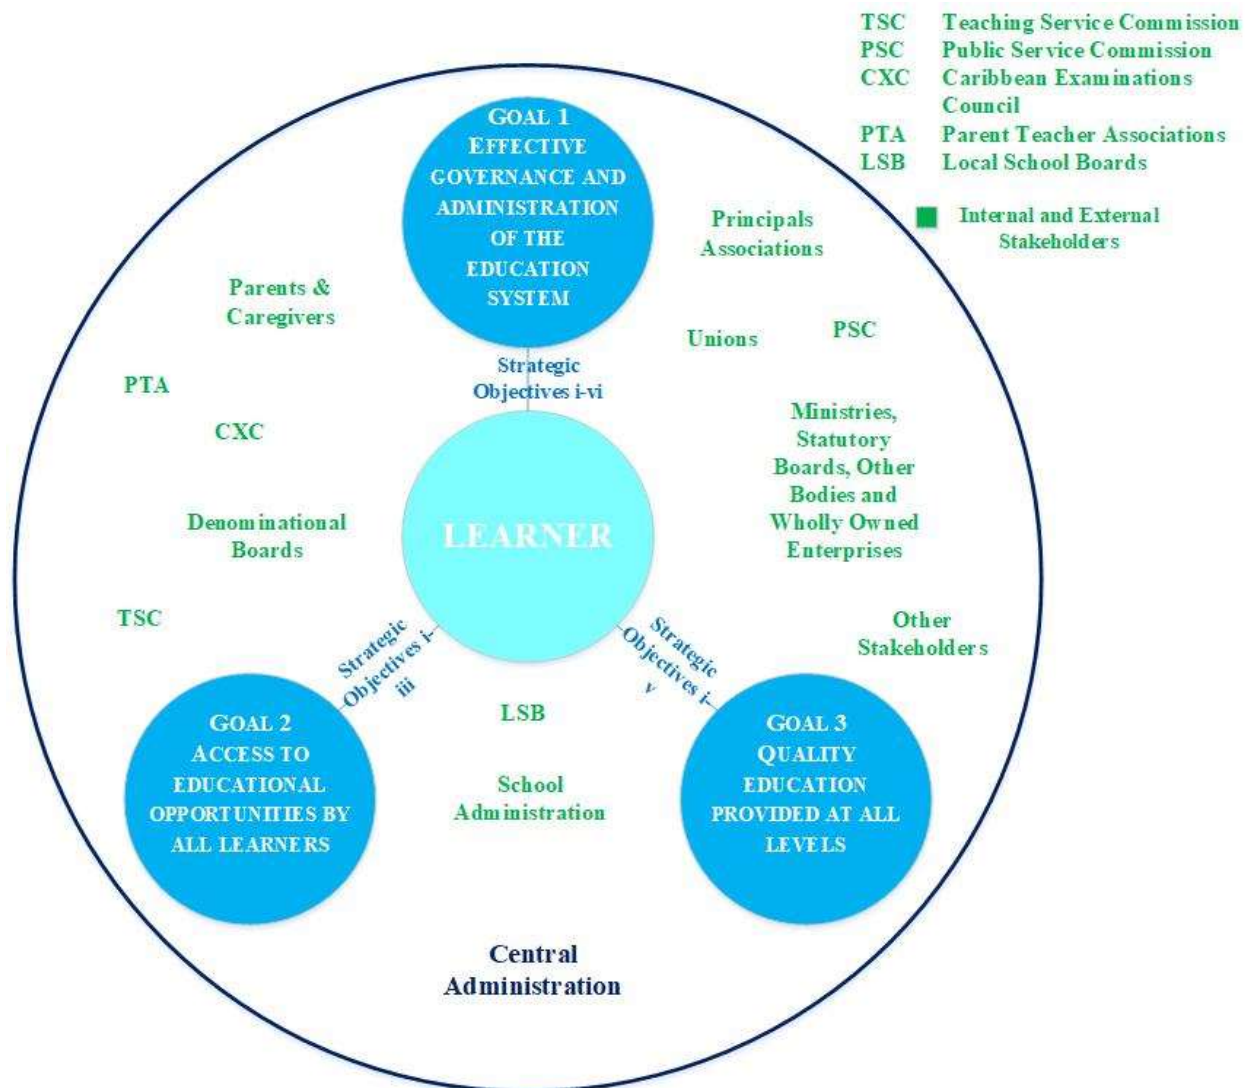 TSC Teaching Service Commission
PSC Public Service Commission
CXC Caribbean Examinations
Council
PTA Parent Teacher Associations
LSB Local School Boards
Internal and External
Stakeholders
GOAL 1
EFFECTIVE
GOVERNANCE AND
ADMINISTRATION
OF THE
EDUCATION
SYSTEM
Principals
Associations
Parents &
Caregivers
Unions
PSC
Strategic
Objectives i-vi
PTA
CXC
Ministries,
Statutory
Boards, Other
Bodies and
Wholly Owned
Enterprises
Denominational
Boards
LEARNER
TSC
Other
Stakeholders
Strategic
Objectives i-
iii
Strategic
Objectives i-
v
LSB
GOAL 2
ACCESS TO
EDUCATIONAL
OPPORTUNITIES BY
ALL LEARNERS
School
Administration
GOAL 3
QUALITY
EDUCATION
PROVIDED AT ALL
LEVELS
Central
Administration